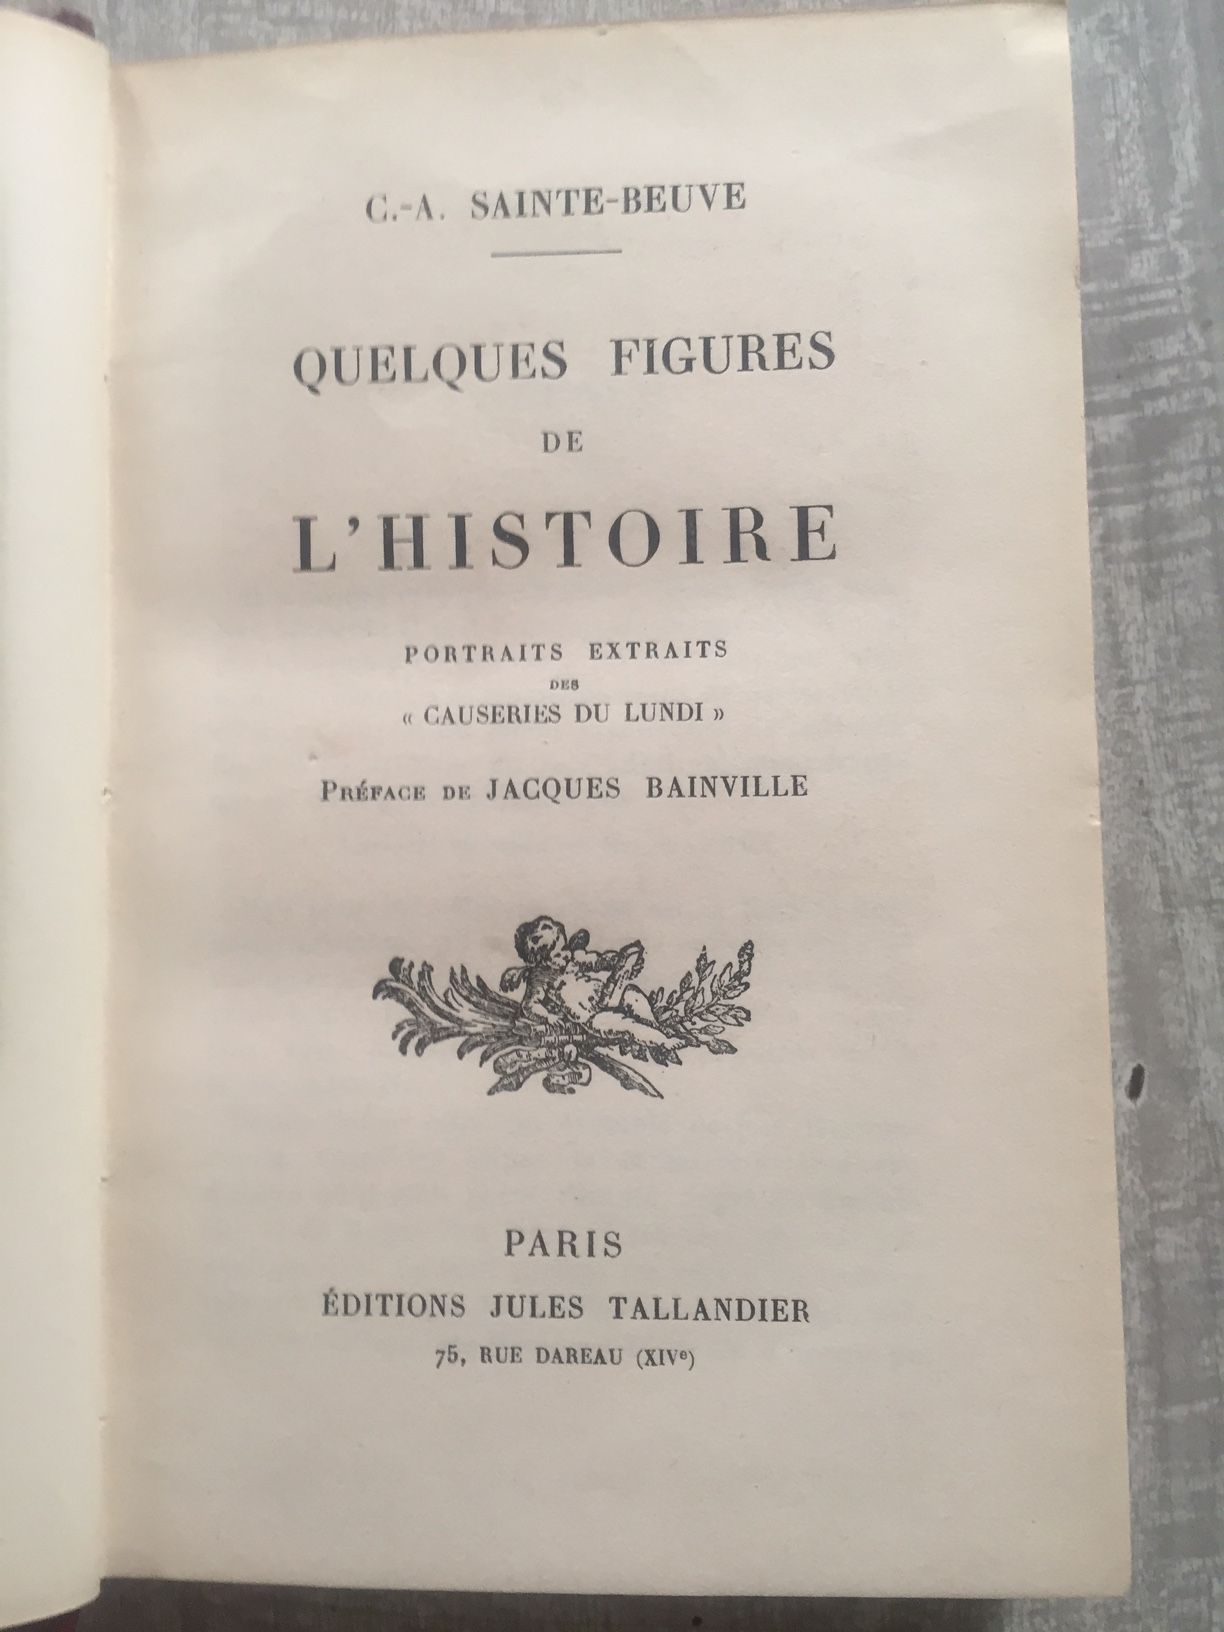 C.-A. SAINTE-BEUVE
QUELQUES FIGURES
DE
L'HISTOIRE
PORTRAITS EXTRAITS
DES
« CAUSERIES DU LUNDI »
PRÉFACE DE JACQUES BAINVILLE
PARIS
ÉDITIONS JULES TALLANDIER
75, RUE DAREAU (XIVe)